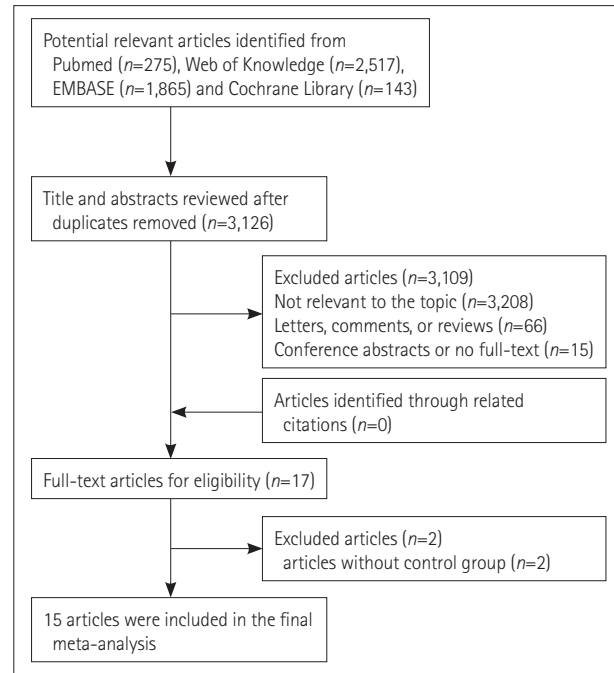 Potential relevant articles identified from
Pubmed (n=275), Web of Knowledge (n=2,517),
EMBASE (n=1,865) and Cochrane Library (n=143)
Title and abstracts reviewed after
duplicates removed (n=3,126)
Excluded articles (n=3,109)
Not relevant to the topic (n=3,208)
Letters, comments, or reviews (n=66)
Conference abstracts or no full-text (n=15)
Articles identified through related
citations (n=0)
Full-text articles for eligibility (n=17)
Excluded articles (n=2)
articles without control group (n=2)
15 articles were included in the final
meta-analysis